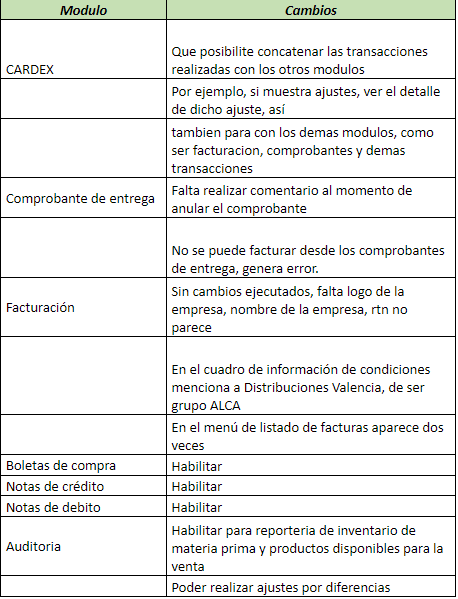 Modulo Cambios
Que posibilite concatenar las transacciones
CARDEX realizadas con los otros modulos
Por ejemplo, si muestra ajustes, ver el detalle
de dicho ajuste, así
tambien para con los demas modulos, como
ser facturacion, comprobantes y demas
transacciones
Comprobante de entrega Falta realizar comentario al momento de
anular el comprobante
No se puede facturar desde los comprobantes
de entrega, genera error.
Facturación Sin cambios ejecutados, falta logo de la
empresa, nombre de la empresa, rtn no
parece
En el cuadro de información de condiciones
menciona a Distribuciones Valencia, de ser
grupo ALCA
En el menú de listado de facturas aparece dos
veces
Boletas de compra Habilitar
Notas de crédito Habilitar
Notas de debito Habilitar
Auditoria Habilitar para reporteria de inventario de
materia prima y productos disponibles para la
venta
Poder realizar ajustes por diferencias